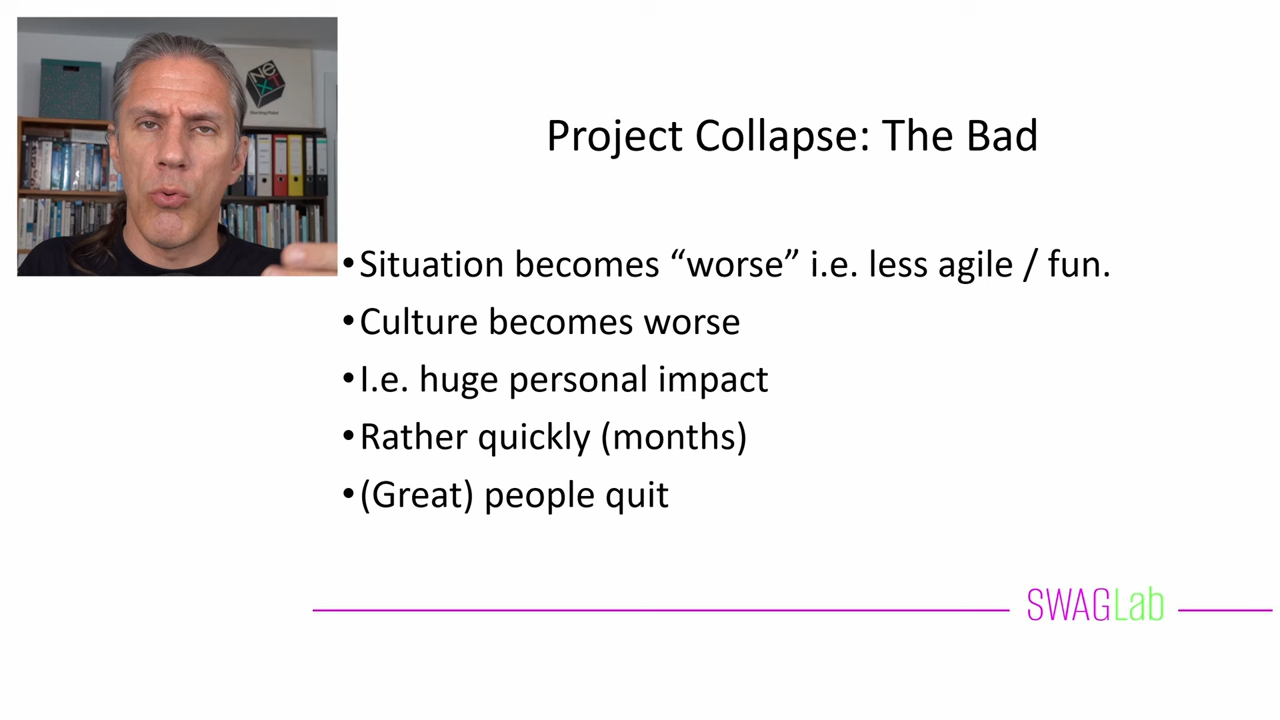 NeXT
Project Collapse: The Bad
•Situation becomes “worse” i.e. less agile / fun.
•Culture becomes worse
•I.e. huge personal impact
•Rather quickly (months)
•(Great) people quit
SWAGLab